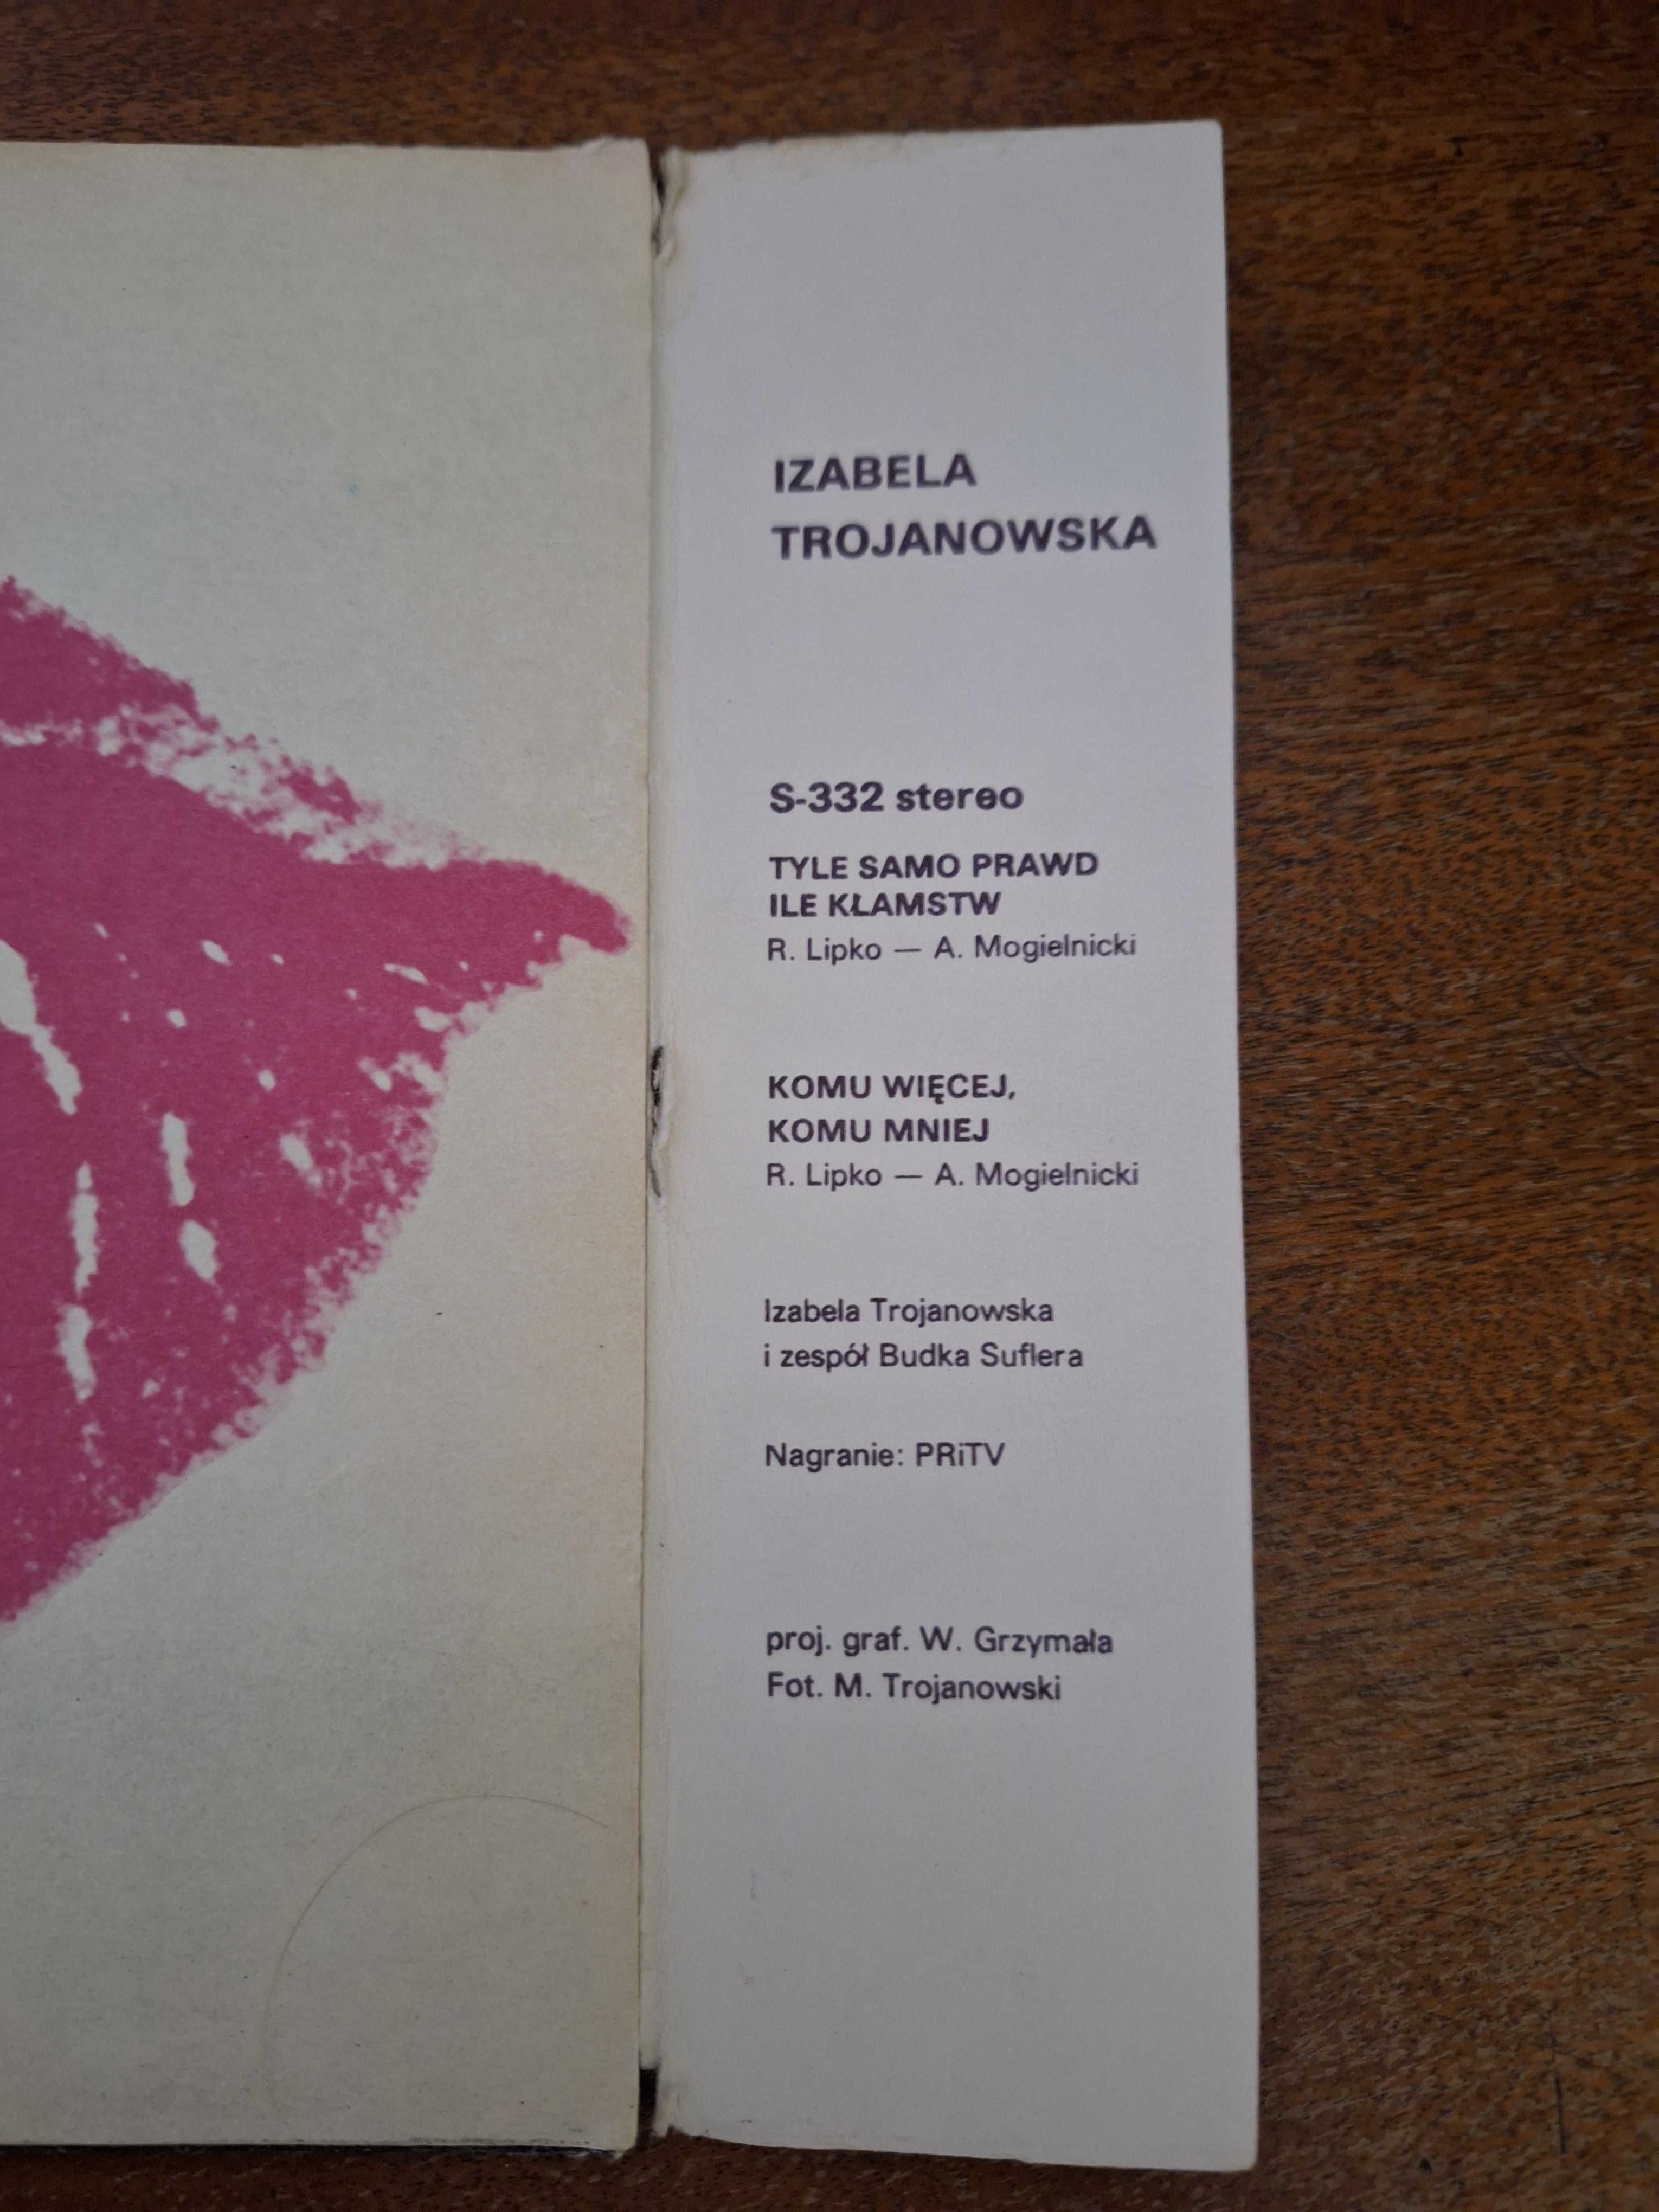 IZABELA
TROJANOWSKA
S-332 stereo
TYLE SAMO PRAWD
ILE KŁAMSTW
R. Lipko — A. Mogielnicki
KOMU WIĘCEJ,
KOMU MNIEJ
R. Lipko — A. Mogielnicki
Izabela Trojanowska
i zespół Budka Suflera
Nagranie: PRiTV
proj. graf. W. Grzymała
Fot. M. Trojanowski